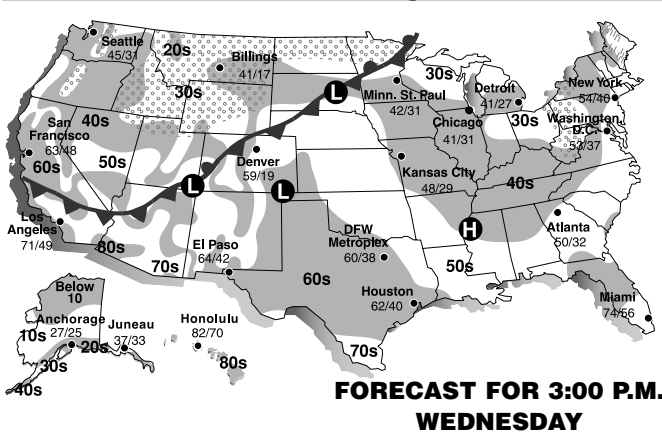 Seattle
45/31
20s
Billings
41/17
30s
30s
Minn. St. Paul
42/31
Detroit
41/27
New York
54/46
Chicago
41/31
30s
Washington,
D.C.
53/37
San
Francisco
63/48
40s
50s
60s
Denver
59/19
Kansas City
48/29
40s
L
L
L
H
Los
Angeles
71/49
80s
70s
El Paso
64/42
DFW
Metroplex
60/38
60s
50s
Atlanta
50/32
Houston
62/40
70s
Miami
74/56
Below
10
Anchorage
27/25
10s
20s
30s
40s
Juneau
37/33
Honolulu
82/70
80s
FORECAST FOR 3:00 P.M.
WEDNESDAY